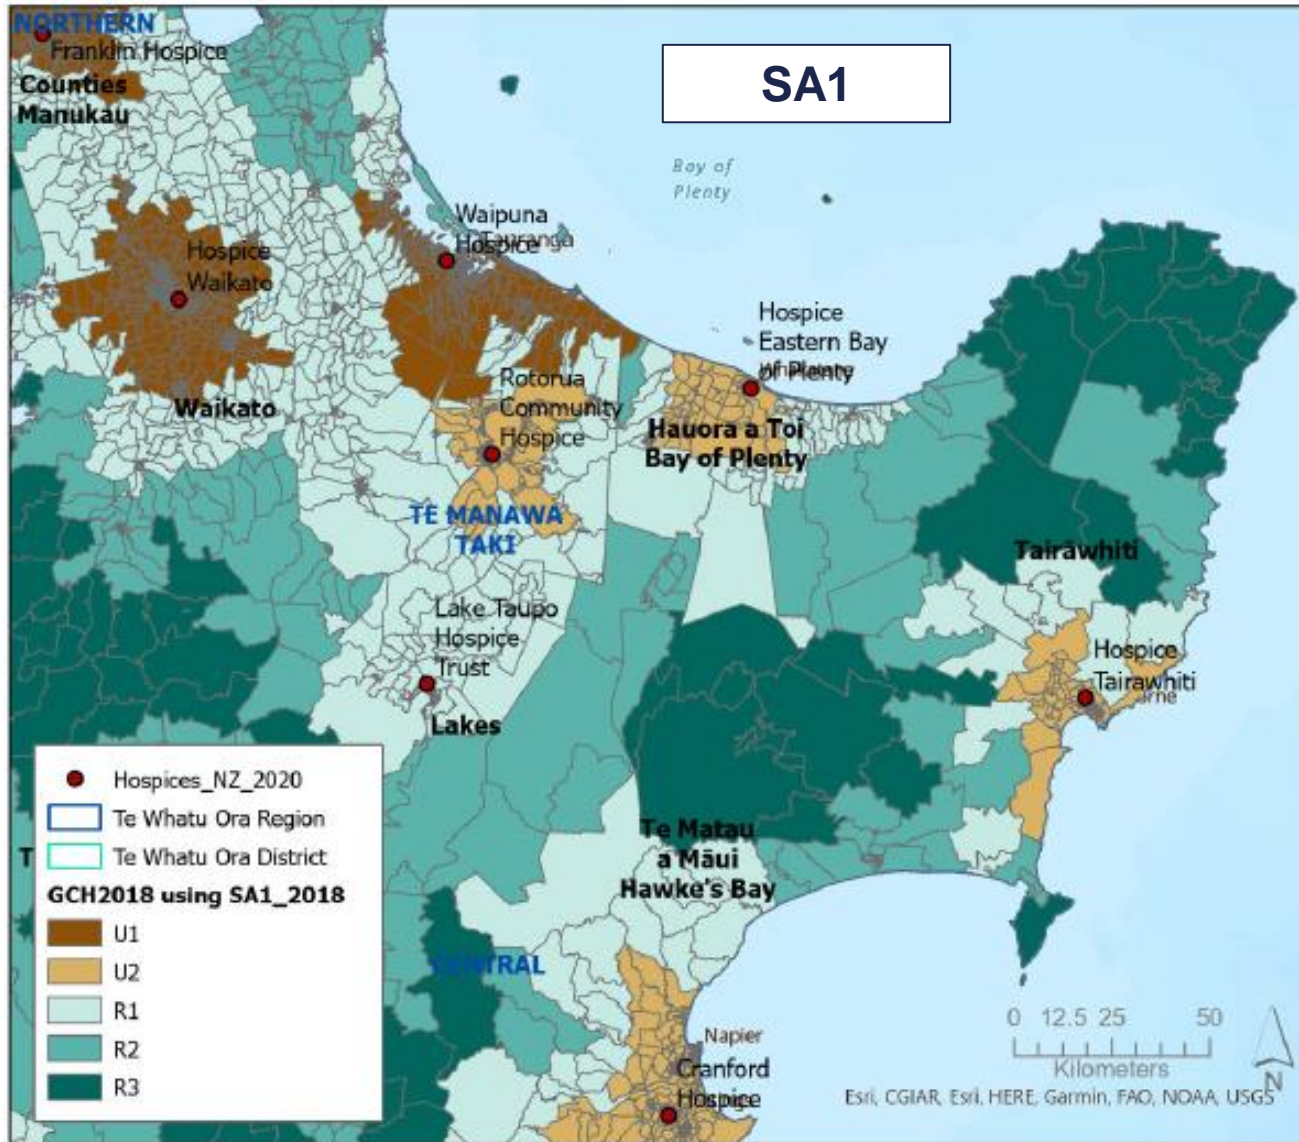 SA1
NORTHERN
Franklin Hospice
Counties
Manukau
Bay of
Plenty
Waipuna
Hospice
Tauranga
Hospice
Waikato
Hospice
Eastern Bay
of Plenty
Rotorua
Community
Hospice
Waikato
Hauora a Toi
Bay of Plenty
TE MANAWA
TAKI
Tairāwhiti
Lake Taupo
Hospice
Trust
Hospice
Tairawhiti
Lakes
Te Matau
a Māui
Hawke's Bay
T
CENTRAL
Napier
Cranford
Hospice
Hospices_NZ_2020
Te Whatu Ora Region
Te Whatu Ora District
GCH2018 using SA1_2018
U1
U2
R1
R2
R3
0 12.5 25 50
Kilometers
N
Esri, CGIAR, Esri, HERE, Garmin, FAO, NOAA, USGS